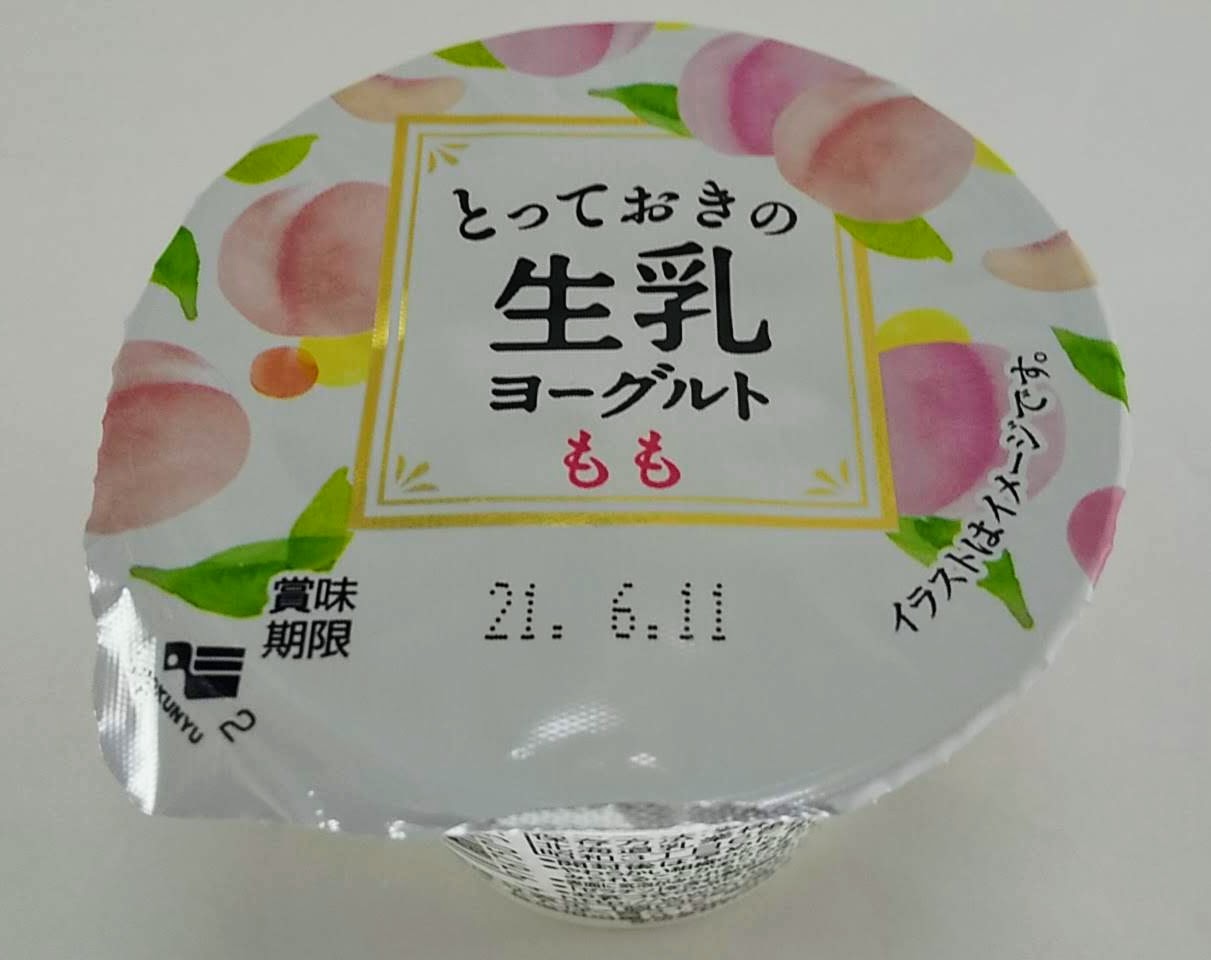 とっておきの
生乳
ヨーグルト
もも
イラストはイメージです。
賞味
期限
21. 6.11
2